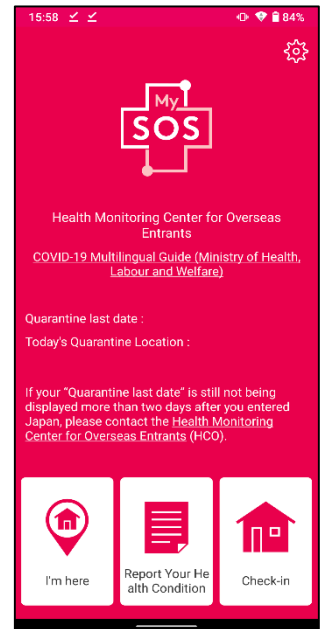 15:58
84%
My
SOS
Health Monitoring Center for Overseas
Entrants
COVID-19 Multilingual Guide (Ministry of Health,
Labour and Welfare)
Quarantine last date :
Today's Quarantine Location :
If your “Quarantine last date” is still not being
displayed more than two days after you entered
Japan, please contact the Health Monitoring
Center for Overseas Entrants (HCO).
I'm here
Report Your He
alth Condition
Check-in